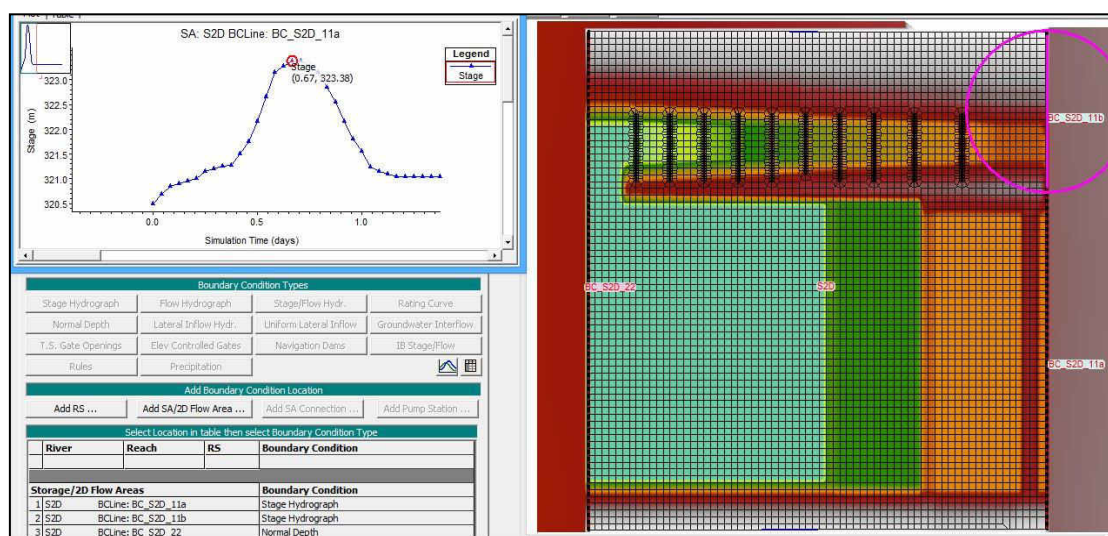 Plot Table
SA: S2D BCLine: BC_S2D_11a
Legend
Stage
Stage
(0.67, 323.38)
323.0
322.5
322.0
321.5
321.0
320.5
Stage (m)
0.0 0.5 1.0
Simulation Time (days)
Boundary Condition Types
Stage Hydrograph Flow Hydrograph Stage/Flow Hydr. Rating Curve
Normal Depth Lateral Inflow Hydr. Uniform Lateral Inflow Groundwater Interflow
T.S. Gate Openings Elev Controlled Gates Navigation Dams IB Stage/Flow
Rules Precipitation
Add Boundary Condition Location
Add RS ... Add SA/2D Flow Area ... Add SA Connection ... Add Pump Station ...
Select Location in table then select Boundary Condition Type
River Reach RS Boundary Condition
Storage/2D Flow Areas Boundary Condition
1 S2D BCLine: BC_S2D_11a Stage Hydrograph
2 S2D BCLine: BC_S2D_11b Stage Hydrograph
3 S2D BCLine: BC_S2D_22 Normal Depth
BC_S2D_11b
BC_S2D_22
S2D
BC_S2D_11a